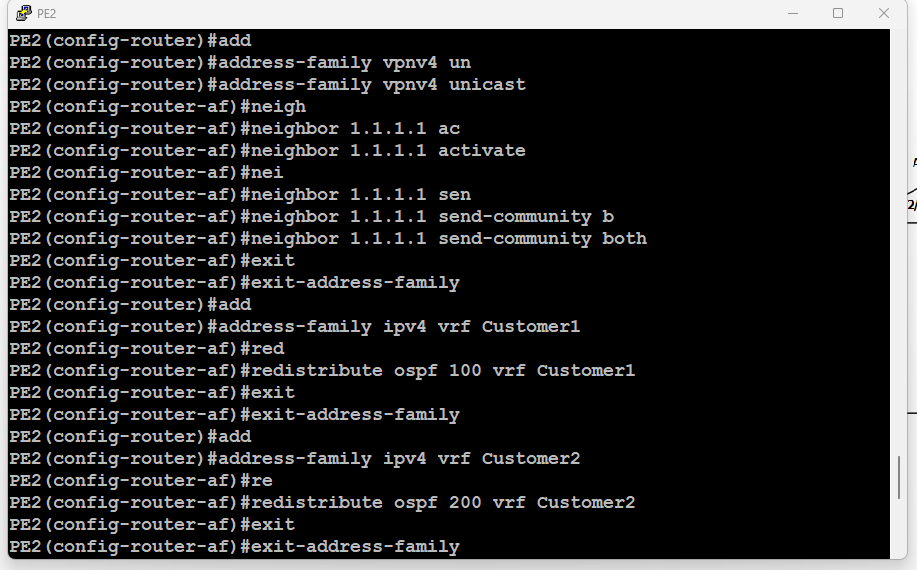 PE2
PE2(config-router)#add
PE2(config-router)#address-family vpnv4 un
PE2(config-router)#address-family vpnv4 unicast
PE2(config-router-af)#neigh
PE2(config-router-af)#neighbor 1.1.1.1 ac
PE2(config-router-af)#neighbor 1.1.1.1 activate
PE2(config-router-af)#nei
PE2(config-router-af)#neighbor 1.1.1.1 sen
PE2(config-router-af)#neighbor 1.1.1.1 send-community b
PE2(config-router-af)#neighbor 1.1.1.1 send-community both
PE2(config-router-af)#exit
PE2(config-router-af)#exit-address-family
PE2(config-router)#add
PE2(config-router)#address-family ipv4 vrf Customer1
PE2(config-router-af)#red
PE2(config-router-af)#redistribute ospf 100 vrf Customer1
PE2(config-router-af)#exit
PE2(config-router-af)#exit-address-family
PE2(config-router)#add
PE2(config-router)#address-family ipv4 vrf Customer2
PE2(config-router-af)#re
PE2(config-router-af)#redistribute ospf 200 vrf Customer2
PE2(config-router-af)#exit
PE2(config-router-af)#exit-address-family